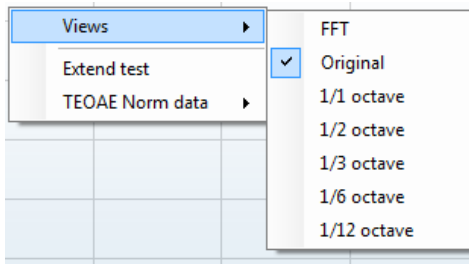 Views
Extend test
TEOAE Norm data
FFT
Original
1/1 octave
1/2 octave
1/3 octave
1/6 octave
1/12 octave